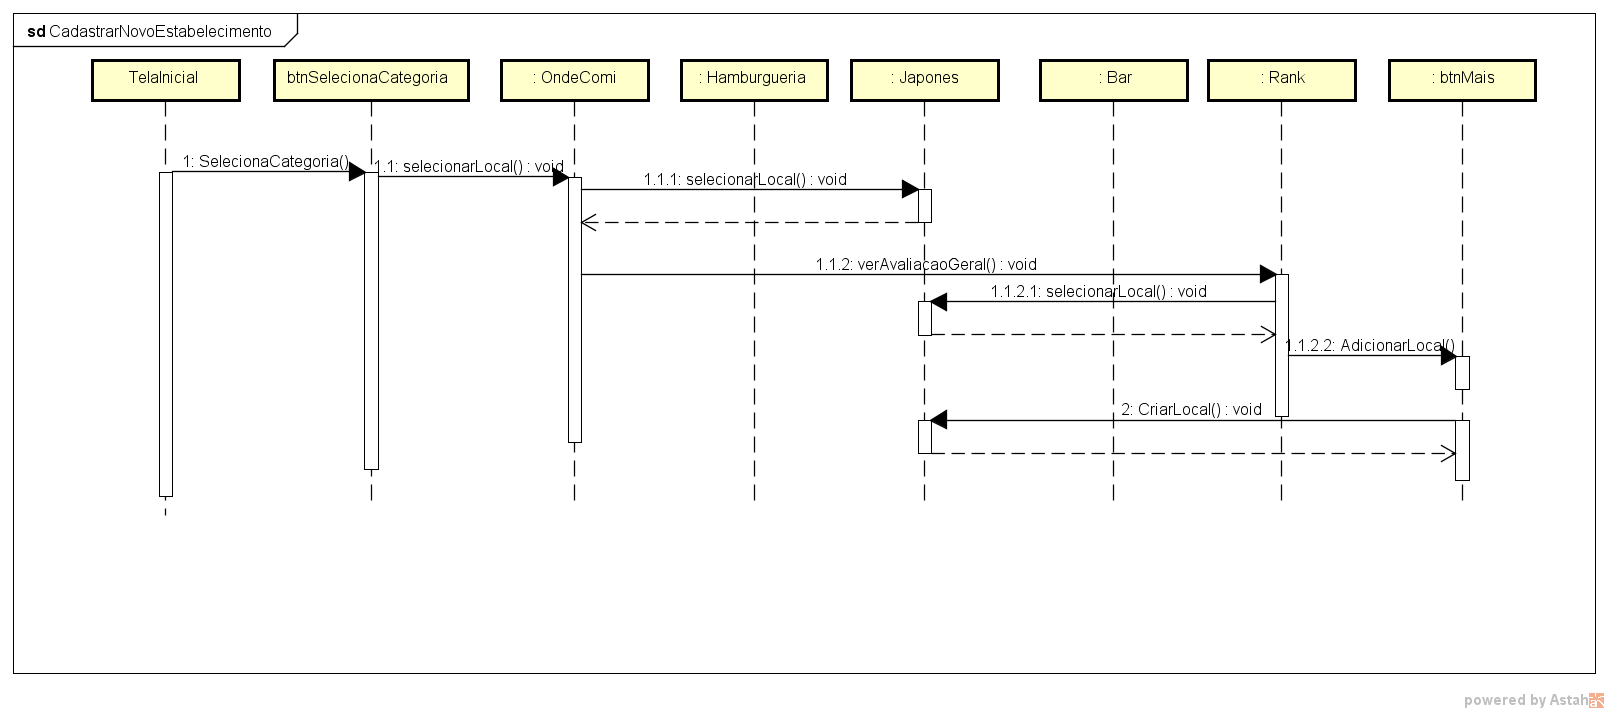 sd CadastrarNovoEstabelecimento
TelaInicial
btnSelecionaCategoria
: OndeComi
: Hamburgueria
: Japones
: Bar
: Rank
: btnMais
1: SelecionaCategoria()
1.1: selecionarLocal() : void
1.1.1: selecionarLocal() : void
1.1.2: verAvaliacaoGeral() : void
1.1.2.1: selecionarLocal() : void
1.1.2.2: AdicionarLocal()
2: CriarLocal() : void
powered by Astah